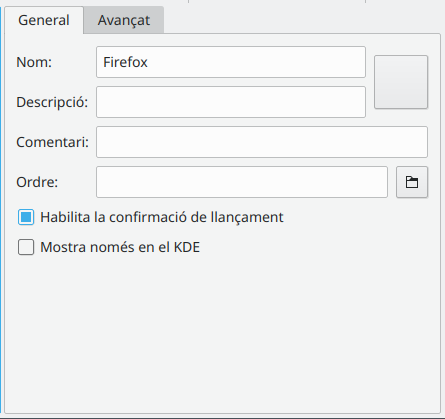 General Avançat
Nom: Firefox
Descripció:
Comentari:
Ordre:
Habilita la confirmació de llançament
Mostra només en el KDE